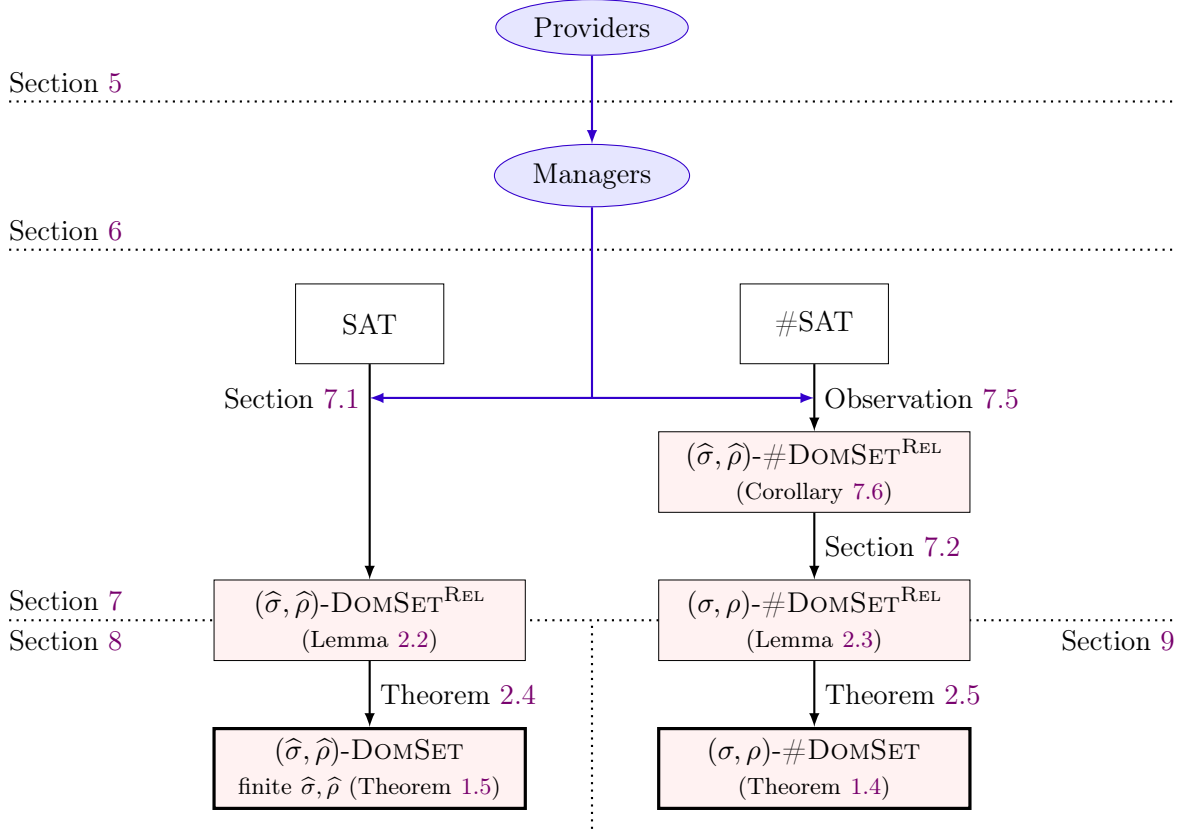 Providers
Section 5
Managers
Section 6
SAT
#SAT
Section 7.1
Observation 7.5
(σ̂, ρ̂)-#DOMSET^REL
(Corollary 7.6)
Section 7.2
Section 7
(σ̂, ρ̂)-DOMSET^REL
(Lemma 2.2)
(σ, ρ)-#DOMSET^REL
(Lemma 2.3)
Section 8
Section 9
Theorem 2.4
Theorem 2.5
(σ̂, ρ̂)-DOMSET
finite σ̂, ρ̂ (Theorem 1.5)
(σ, ρ)-#DOMSET
(Theorem 1.4)